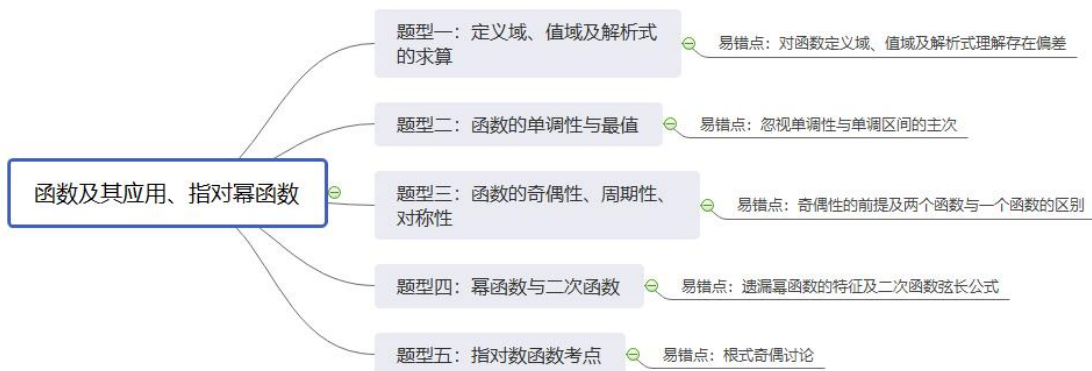 题型一：定义域、值域及解析式
的求算
易错点：对函数定义域、值域及解析式理解存在偏差
题型二：函数的单调性与最值
易错点：忽视单调性与单调区间的主次
函数及其应用、指对幂函数
题型三：函数的奇偶性、周期性、
对称性
易错点：奇偶性的前提及两个函数与一个函数的区别
题型四：幂函数与二次函数
易错点：遗漏幂函数的特征及二次函数弦长公式
题型五：指对数函数考点
易错点：根式奇偶讨论